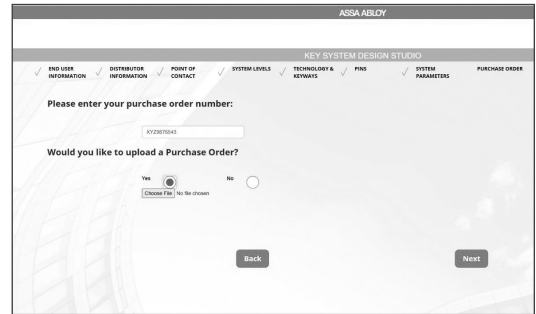 ASSA ABLOY
KEY SYSTEM DESIGN STUDIO
END USER INFORMATION
DISTRIBUTOR INFORMATION
POINT OF CONTACT
SYSTEM LEVELS
TECHNOLOGY & KEYWAYS
PINS
SYSTEM PARAMETERS
PURCHASE ORDER
Please enter your purchase order number:
XYZ9876543
Would you like to upload a Purchase Order?
Yes
No
Choose File No file chosen
Back
Next